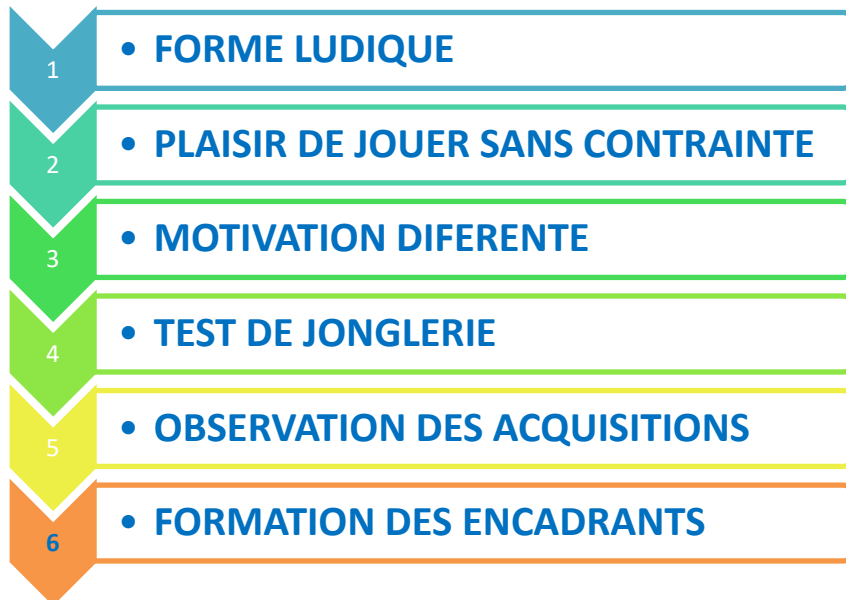 1 • FORME LUDIQUE
2 • PLAISIR DE JOUER SANS CONTRAINTE
3 • MOTIVATION DIFERENTE
4 • TEST DE JONGLERIE
5 • OBSERVATION DES ACQUISITIONS
6 • FORMATION DES ENCADRANTS